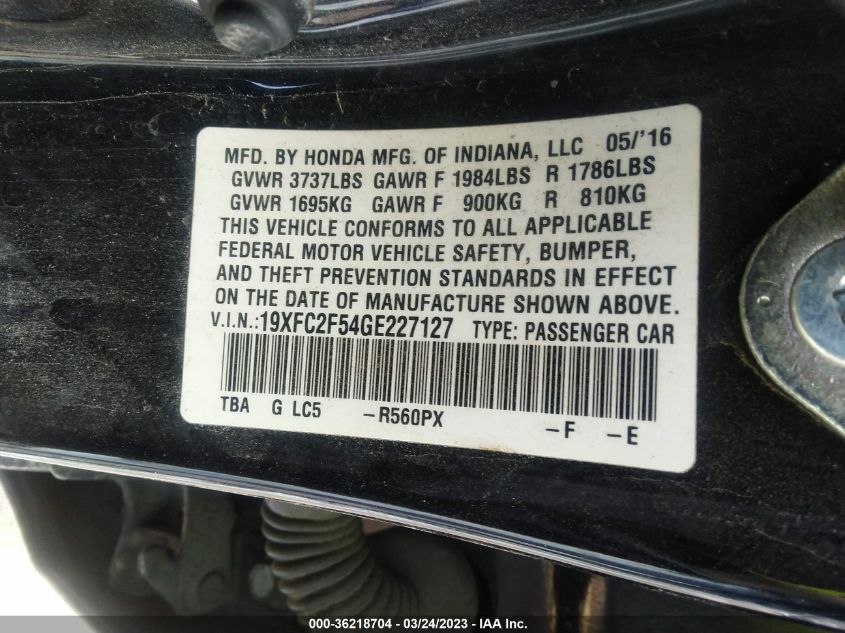 MFD. BY HONDA MFG. OF INDIANA, LLC 05/'16
GVWR 3737LBS GAWR F 1984LBS R 1786LBS
GVWR 1695KG GAWR F 900KG R 810KG
THIS VEHICLE CONFORMS TO ALL APPLICABLE
FEDERAL MOTOR VEHICLE SAFETY, BUMPER,
AND THEFT PREVENTION STANDARDS IN EFFECT
ON THE DATE OF MANUFACTURE SHOWN ABOVE.
V.I.N.:19XFC2F54GE227127 TYPE: PASSENGER CAR
TBA G LC5 –R560PX –F –E
000-36218704 — 03/24/2023 — IAA Inc.